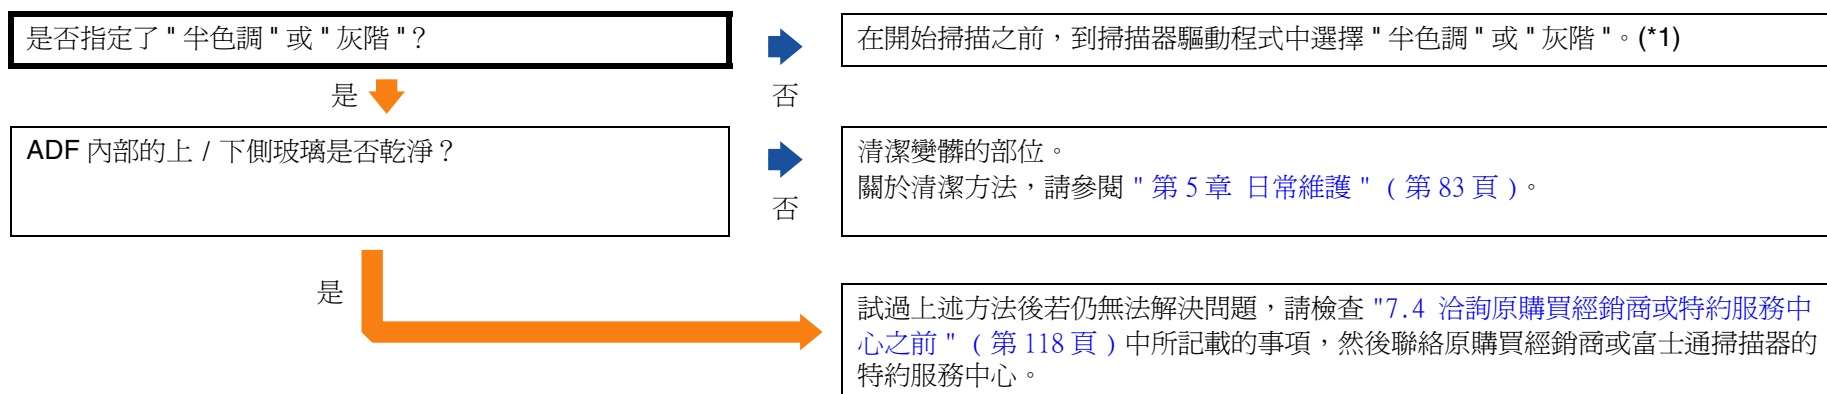 是否指定了 " 半色調 " 或 " 灰階 "？
在開始掃描之前，到掃描器驅動程式中選擇 " 半色調 " 或 " 灰階 "。(*1)
是
否
ADF 內部的上 / 下側玻璃是否乾淨？
清潔變髒的部位。
關於清潔方法，請參閱 " 第 5 章 日常維護 " （第 83 頁）。
否
是
試過上述方法後若仍無法解決問題，請檢查 "7.4 洽詢原購買經銷商或特約服務中
心之前 " （第 118 頁）中所記載的事項，然後聯絡原購買經銷商或富士通掃描器的
特約服務中心。